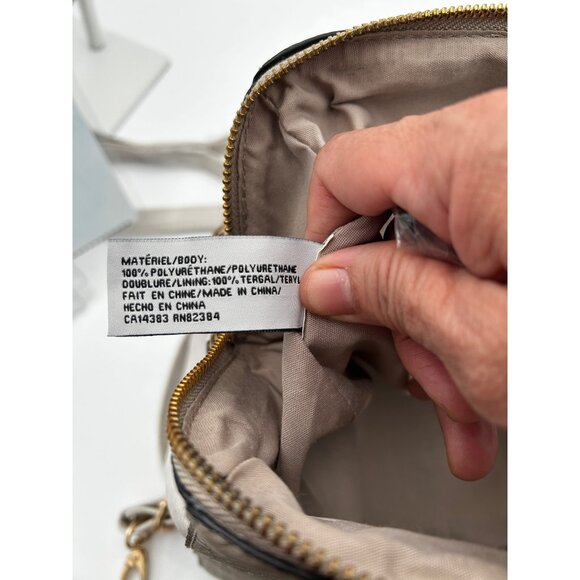 MATÉRIEL/BODY:
100% POLYURÉTHANE/POLYURETHANE
DOUBLURE/LINING:100% TERGAL/TERYL
FAIT EN CHINE/MADE IN CHINA/
HECHO EN CHINA
CA14383 RN82384